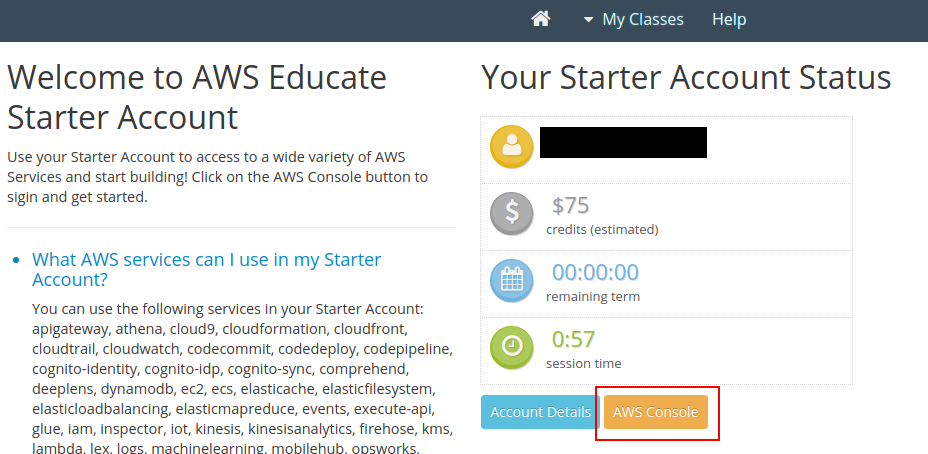 My Classes Help
Welcome to AWS Educate
Starter Account
Use your Starter Account to access to a wide variety of AWS
Services and start building! Click on the AWS Console button to
sigin and get started.
What AWS services can I use in my Starter
Account?
You can use the following services in your Starter Account:
apigateway, athena, cloud9, cloudformation, cloudfront,
cloudtrail, cloudwatch, codecommit, codedeploy, codepipeline,
cognito-identity, cognito-idp, cognito-sync, comprehend,
deeplens, dynamodb, ec2, ecs, elasticache, elasticfilesystem,
elasticloadbalancing, elasticmapreduce, events, execute-api,
glue, iam, inspector, iot, kinesis, kinesisanalytics, firehose, kms,
lambda, lex, logs, machinelearning, mobilehub, opsworks,
Your Starter Account Status
$75
credits (estimated)
00:00:00
remaining term
0:57
session time
Account Details AWS Console